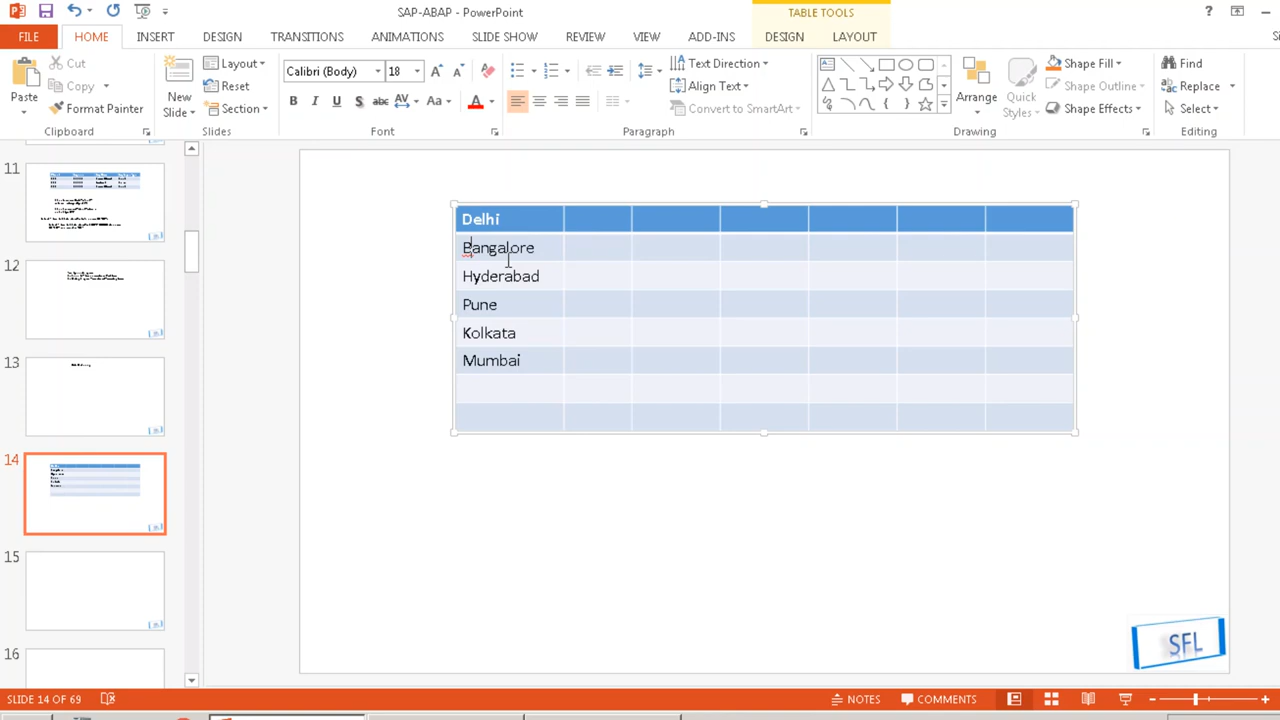 SAP-ABAP - PowerPoint
TABLE TOOLS
?
FILE
HOME
INSERT
DESIGN
TRANSITIONS
ANIMATIONS
SLIDE SHOW
REVIEW
VIEW
ADD-INS
DESIGN
LAYOUT
Si
Paste
Cut
Copy
Format Painter
Clipboard
New
Slide
Layout
Reset
Section
Slides
Calibri (Body)
18
B I U S abc AV Aa A
Font
Text Direction
Align Text
Convert to SmartArt
Paragraph
Arrange
Quick
Styles
Shape Fill
Shape Outline
Shape Effects
Drawing
Find
Replace
Select
Editing
11
12
13
14
15
16
Delhi
Bangalore
Hyderabad
Pune
Kolkata
Mumbai
SFL
SLIDE 14 OF 69
NOTES
COMMENTS